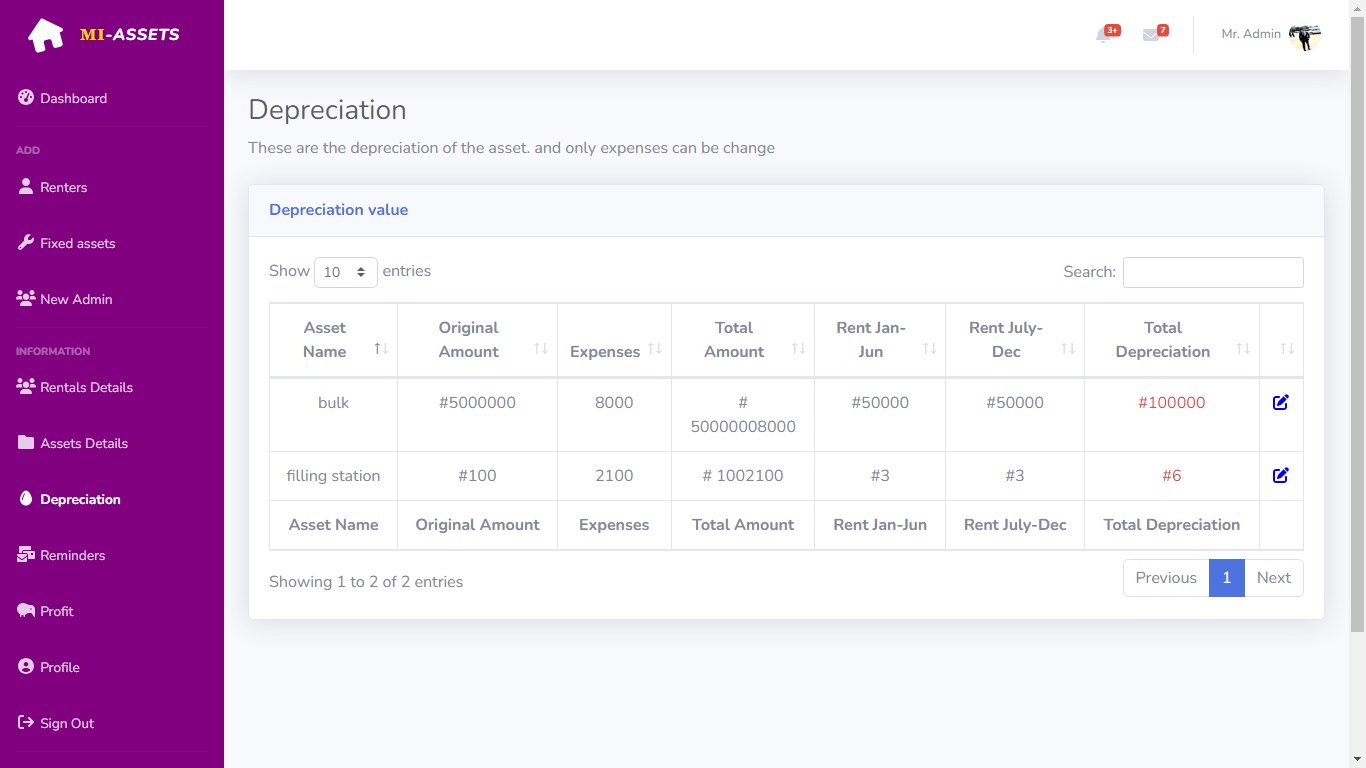 MI-ASSETS
3+
7
Mr. Admin
Dashboard
ADD
Renters
Fixed assets
New Admin
INFORMATION
Rentals Details
Assets Details
Depreciation
Reminders
Profit
Profile
Sign Out
Depreciation
These are the depreciation of the asset. and only expenses can be change
Depreciation value
Show 10 entries
Search:
Asset Name Original Amount Expenses Total Amount Rent Jan-Jun Rent July-Dec Total Depreciation
bulk #5000000 8000 # 50000008000 #50000 #50000 #100000
filling station #100 2100 # 1002100 #3 #3 #6
Asset Name Original Amount Expenses Total Amount Rent Jan-Jun Rent July-Dec Total Depreciation
Showing 1 to 2 of 2 entries
Previous 1 Next